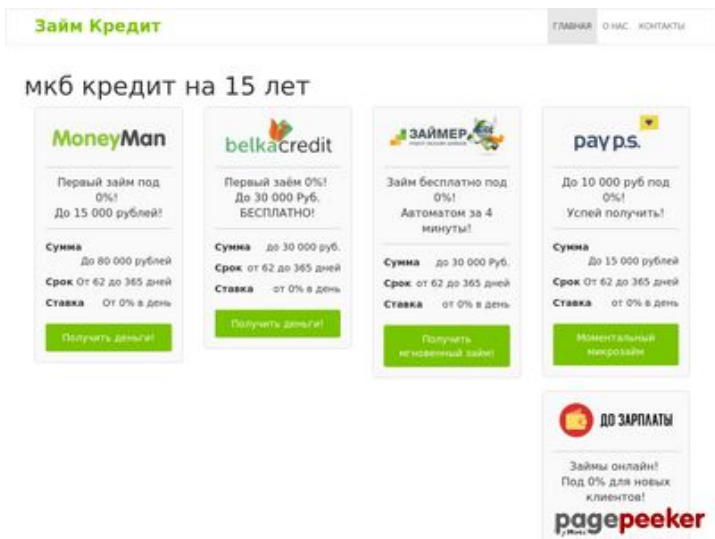 Займ Кредит
ГЛАВНАЯ О НАС КОНТАКТЫ
мкб кредит на 15 лет
MoneyMan
Первый займ под
0%!
До 15 000 рублей!
Сумма
До 80 000 рублей
Срок От 62 до 365 дней
Ставка От 0% в день
Получить деньги!
belkacredit
Первый заём 0%!
До 30 000 Руб.
БЕСПЛАТНО!
Сумма до 30 000 руб.
Срок от 62 до 365 дней
Ставка от 0% в день
Получить деньги!
ЗАЙМЕР
Займ бесплатно под
0%!
Автоматом за 4
минуты!
Сумма до 30 000 Руб.
Срок от 62 до 365 дней
Ставка от 0% в день
Получить
мгновенный займ!
pay p.s.
До 10 000 руб под
0%!
Успей получить!
Сумма
До 15 000 рублей
Срок От 62 до 365 дней
Ставка от 0% в день
Моментальный
микрозайм
ДО ЗАРПЛАТЫ
Займы онлайн!
Под 0% для новых
клиентов!
pagepeeker